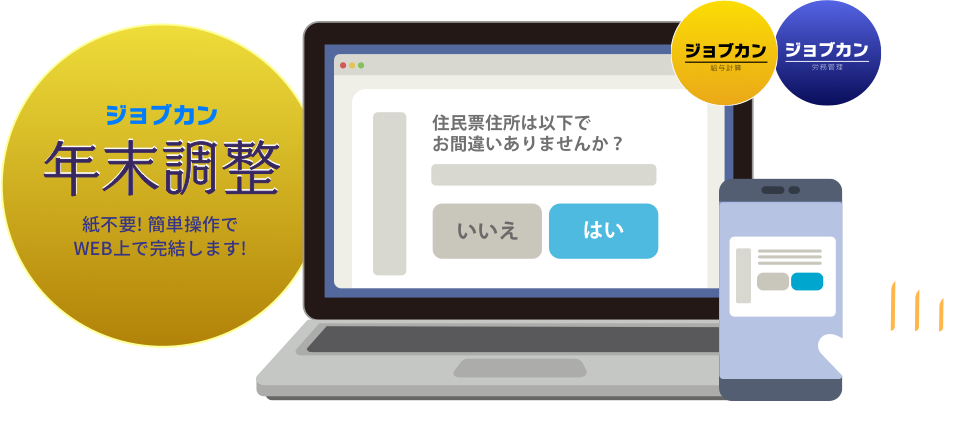 ジョブカン
年末調整
紙不要! 簡単操作で
WEB上で完結します!
住民票住所は以下で
お間違いありませんか？
いいえ
はい
ジョブカン
給与計算
ジョブカン
労務管理